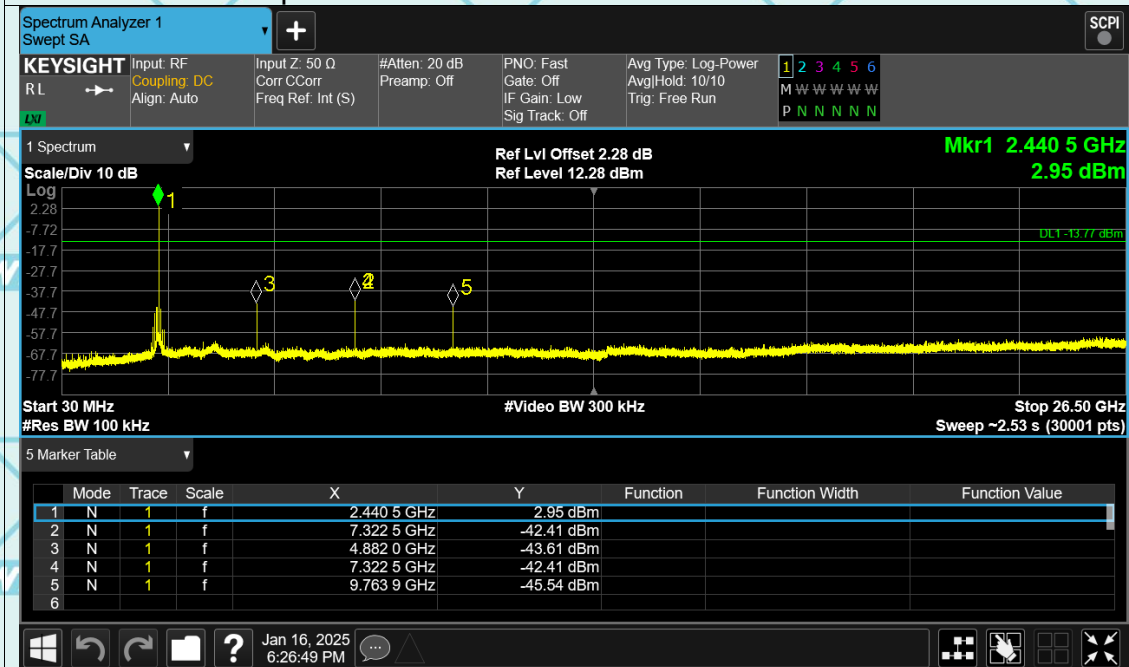 Spectrum Analyzer 1
Swept SA
+
SCPI
KEYSIGHT
RL
LXI
Input: RF
Coupling: DC
Align: Auto
Input Z: 50 Ω
Corr CCorr
Freq Ref: Int (S)
#Atten: 20 dB
Preamp: Off
PNO: Fast
Gate: Off
IF Gain: Low
Sig Track: Off
Avg Type: Log-Power
Avg|Hold: 10/10
Trig: Free Run
1 2 3 4 5 6
M W W W W W
P N N N N N
1 Spectrum
Scale/Div 10 dB
Ref Lvl Offset 2.28 dB
Ref Level 12.28 dBm
Mkr1 2.440 5 GHz
2.95 dBm
Log
2.28
-7.72
-17.7
-27.7
-37.7
-47.7
-57.7
-67.7
-77.7
1
3
2
5
DL1 -13.77 dBm
Start 30 MHz
#Res BW 100 kHz
#Video BW 300 kHz
Stop 26.50 GHz
Sweep ~2.53 s (30001 pts)
5 Marker Table
Mode Trace Scale X Y Function Function Width Function Value
1 N 1 f 2.440 5 GHz 2.95 dBm
2 N 1 f 7.322 5 GHz -42.41 dBm
3 N 1 f 4.882 0 GHz -43.61 dBm
4 N 1 f 7.322 5 GHz -42.41 dBm
5 N 1 f 9.763 9 GHz -45.54 dBm
6
?
Jan 16, 2025
6:26:49 PM